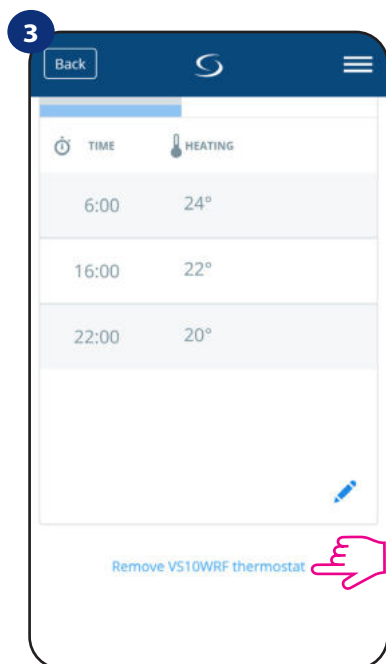 3
Back
TIME HEATING
6:00 24°
16:00 22°
22:00 20°
Remove VS10WRF thermostat